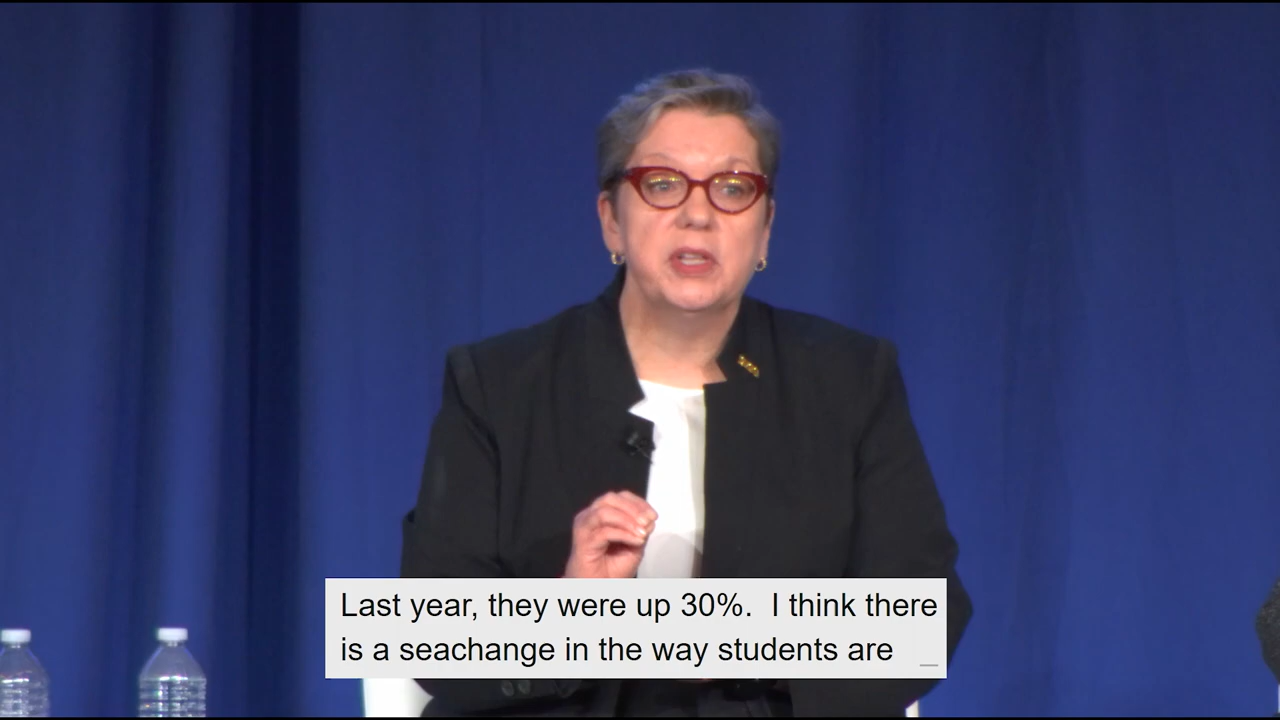 Last year, they were up 30%.  I think there
is a seachange in the way students are _